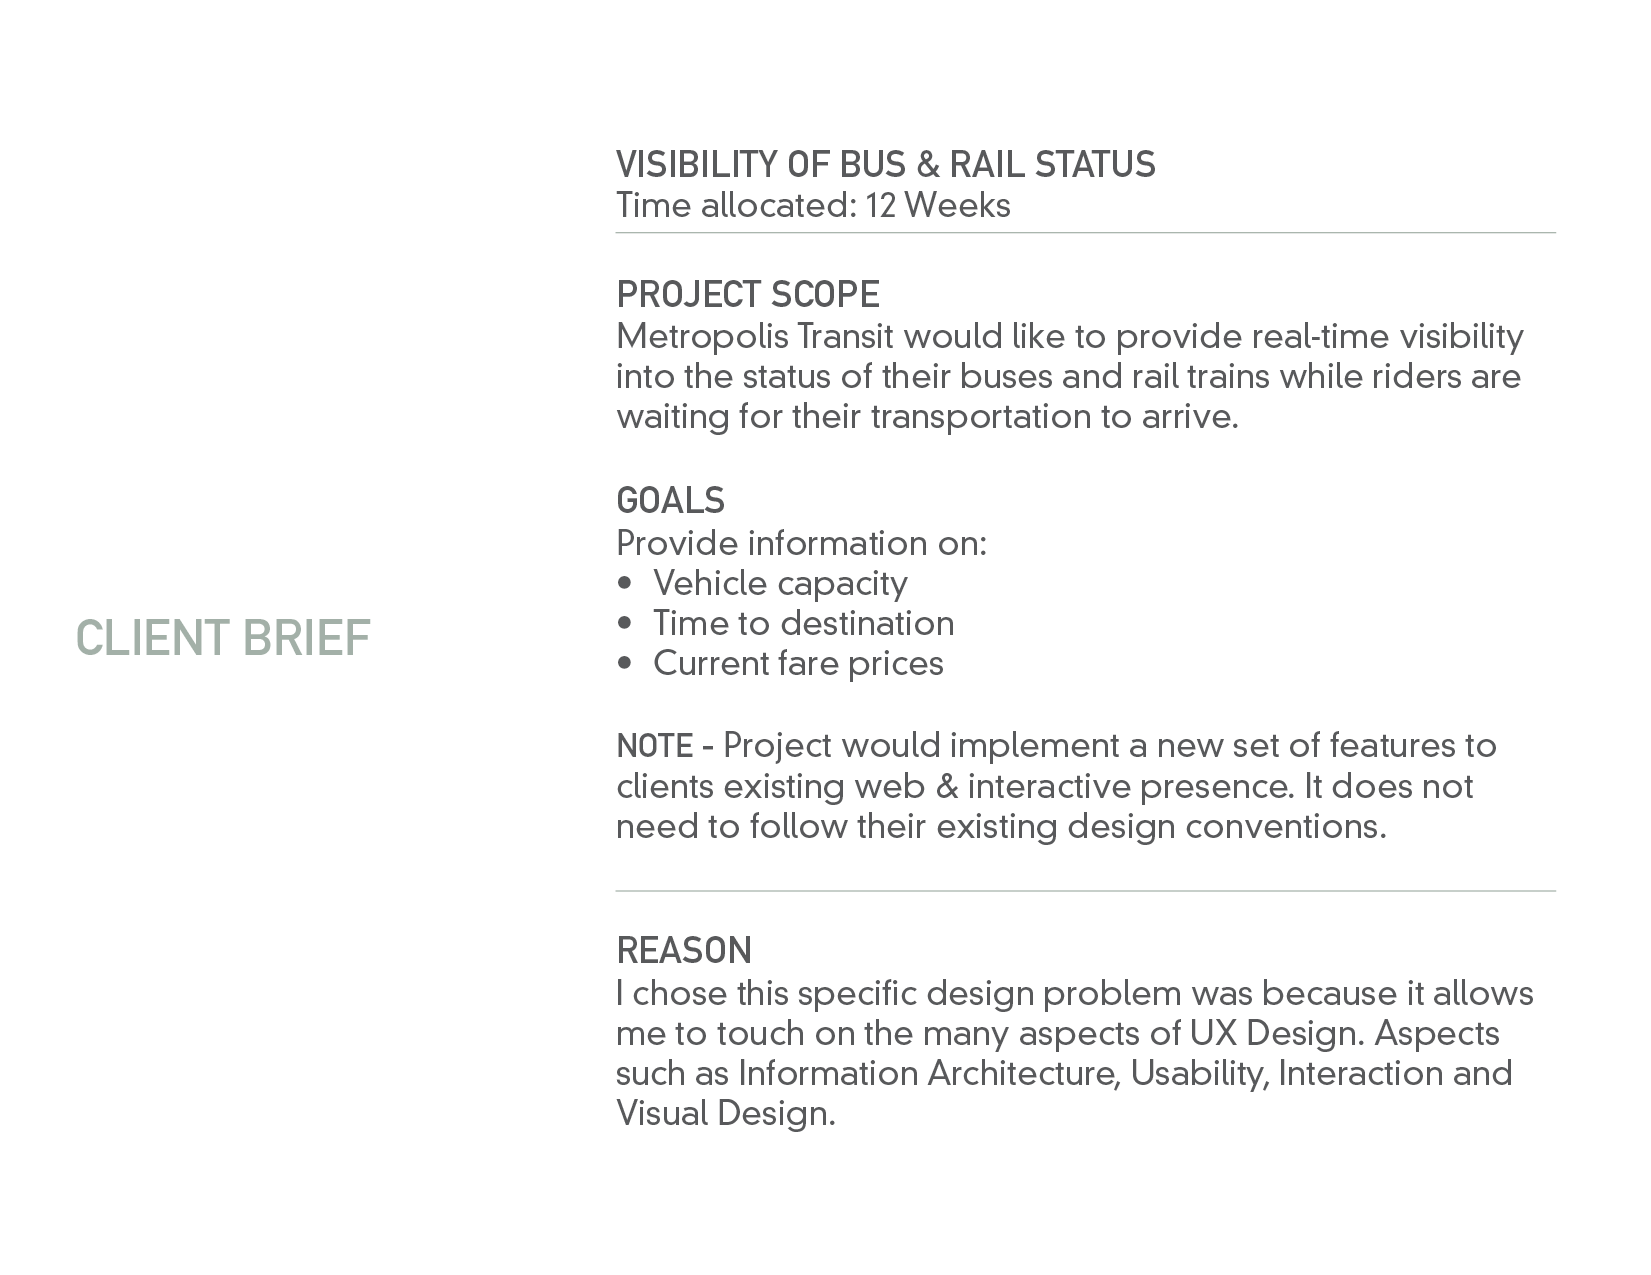 CLIENT BRIEF
VISIBILITY OF BUS & RAIL STATUS
Time allocated: 12 Weeks
PROJECT SCOPE
Metropolis Transit would like to provide real-time visibility
into the status of their buses and rail trains while riders are
waiting for their transportation to arrive.
GOALS
Provide information on:
• Vehicle capacity
• Time to destination
• Current fare prices
NOTE - Project would implement a new set of features to
clients existing web & interactive presence. It does not
need to follow their existing design conventions.
REASON
I chose this specific design problem was because it allows
me to touch on the many aspects of UX Design. Aspects
such as Information Architecture, Usability, Interaction and
Visual Design.